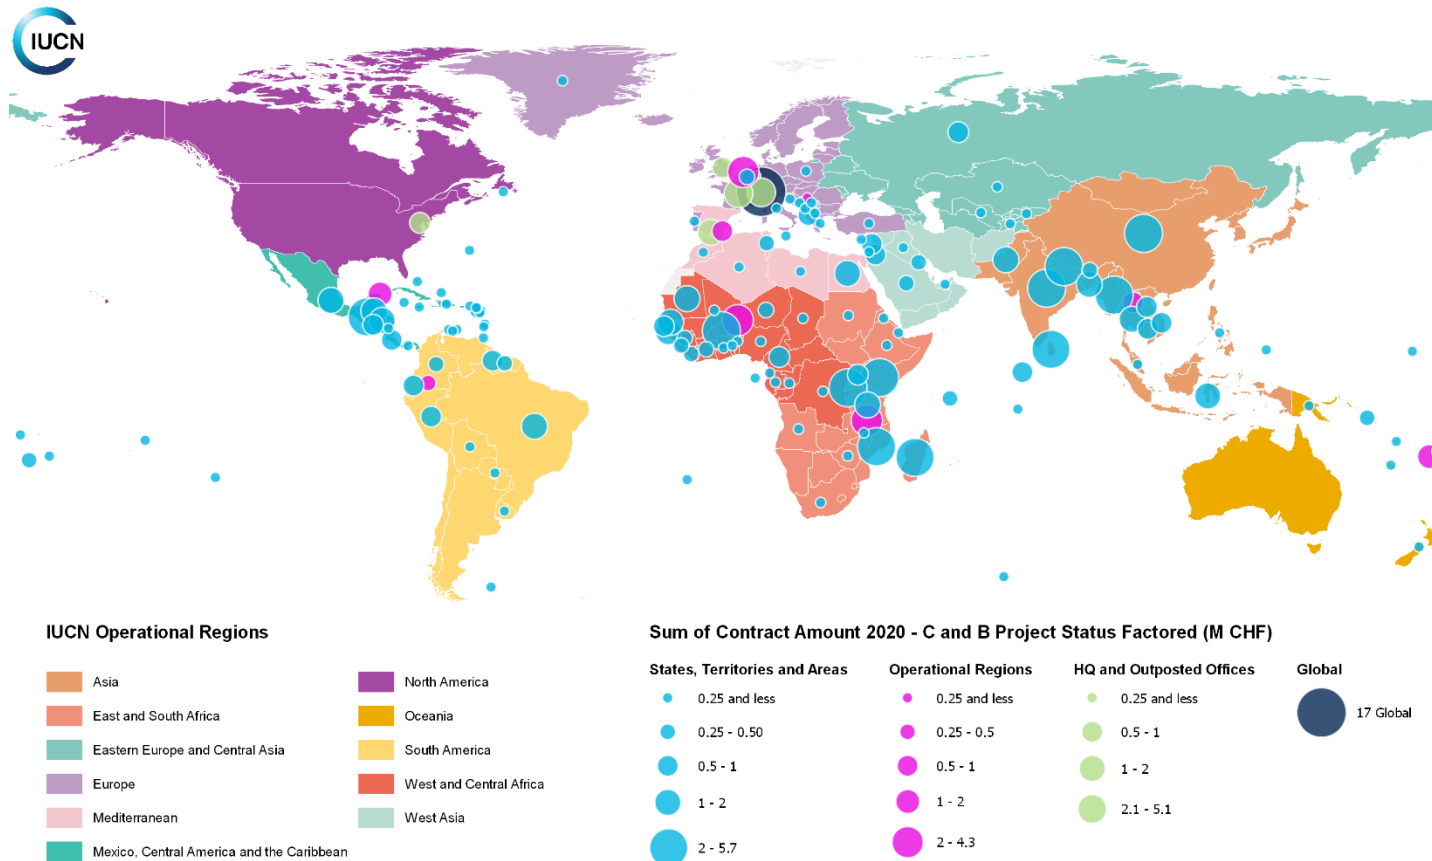 IUCN
IUCN Operational Regions
Asia
East and South Africa
Eastern Europe and Central Asia
Europe
Mediterranean
Mexico, Central America and the Caribbean
North America
Oceania
South America
West and Central Africa
West Asia
Sum of Contract Amount 2020 - C and B Project Status Factored (M CHF)
States, Territories and Areas
0.25 and less
0.25 - 0.50
0.5 - 1
1 - 2
2 - 5.7
Operational Regions
0.25 and less
0.25 - 0.5
0.5 - 1
1 - 2
2 - 4.3
HQ and Outposted Offices
0.25 and less
0.5 - 1
1 - 2
2.1 - 5.1
Global
17 Global